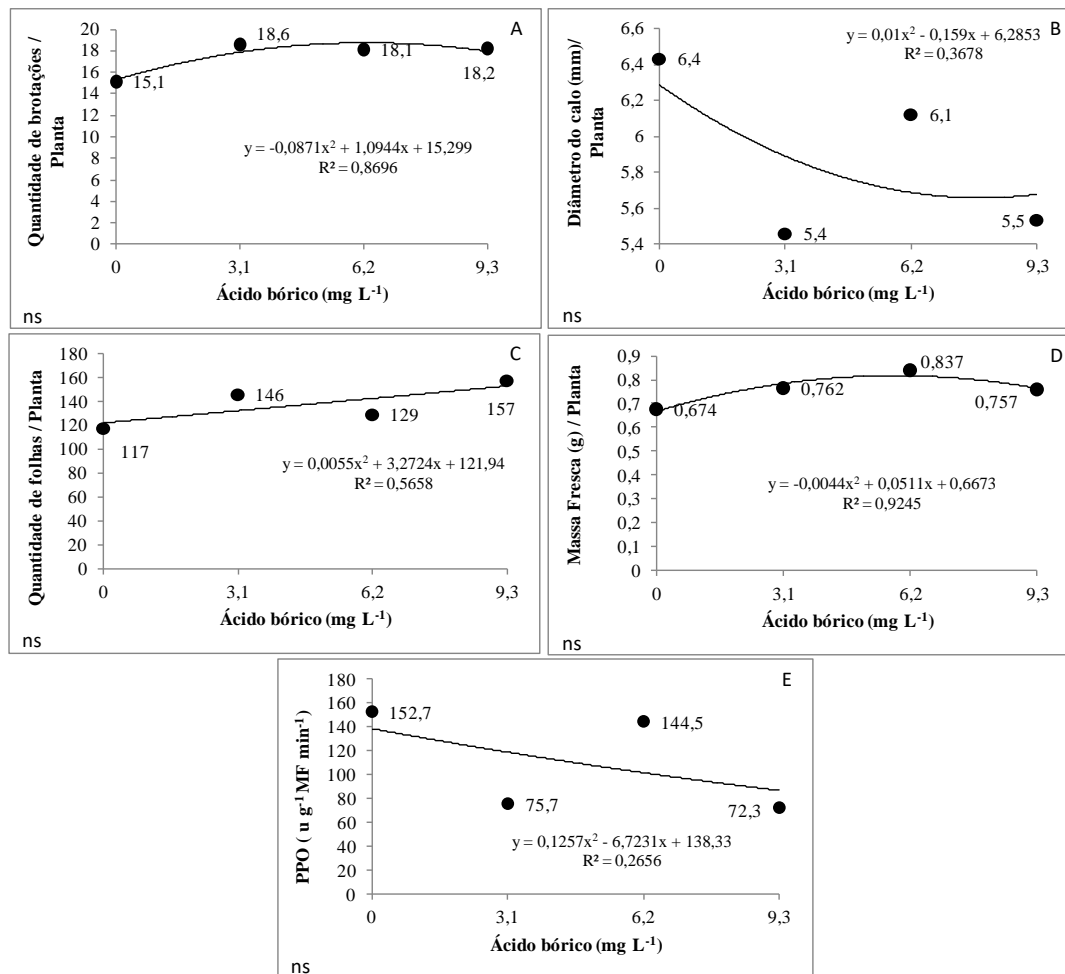 A
Quantidade de brotações /
Planta
20
18
16
14
12
10
8
6
4
2
0
15,1
18,6
18,1
18,2
y = -0,0871x² + 1,0944x + 15,299
R² = 0,8696
0 3,1 6,2 9,3
Ácido bórico (mg L⁻¹)
ns
B
Diâmetro do calo (mm)/
Planta
6,6
6,4
6,2
6
5,8
5,6
5,4
y = 0,01x² - 0,159x + 6,2853
R² = 0,3678
6,4
5,4
6,1
5,5
0 3,1 6,2 9,3
Ácido bórico (mg L⁻¹)
ns
C
Quantidade de folhas / Planta
180
160
140
120
100
80
60
40
20
0
117
146
129
157
y = 0,0055x² + 3,2724x + 121,94
R² = 0,5658
0 3,1 6,2 9,3
Ácido bórico (mg L⁻¹)
ns
D
Massa Fresca (g) / Planta
0,9
0,8
0,7
0,6
0,5
0,4
0,3
0,2
0,1
0
0,674
0,762
0,837
0,757
y = -0,0044x² + 0,0511x + 0,6673
R² = 0,9245
0 3,1 6,2 9,3
Ácido bórico (mg L⁻¹)
ns
E
PPO ( u g⁻¹ MF min⁻¹)
180
160
140
120
100
80
60
40
20
0
152,7
75,7
144,5
72,3
y = 0,1257x² - 6,7231x + 138,33
R² = 0,2656
0 3,1 6,2 9,3
Ácido bórico (mg L⁻¹)
ns